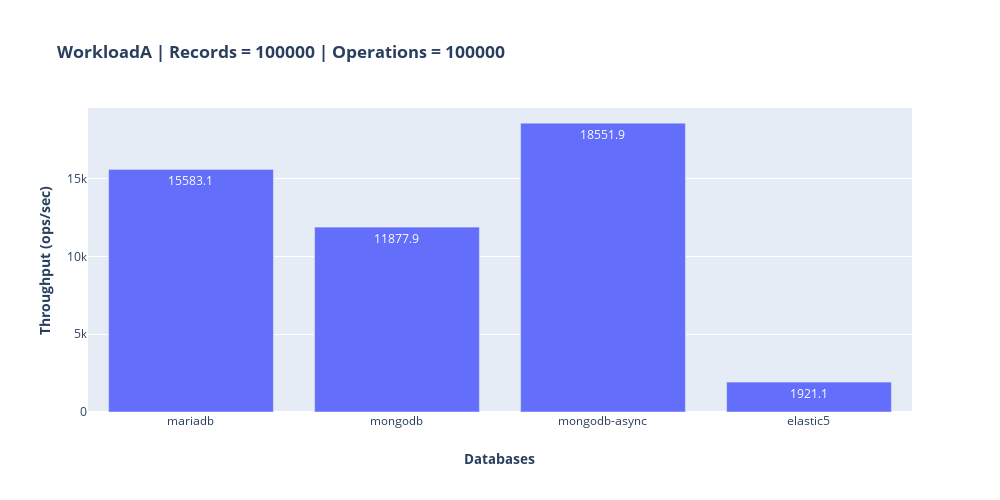 WorkloadA | Records = 100000 | Operations = 100000
Throughput (ops/sec)
15k
10k
5k
0
15583.1
11877.9
18551.9
1921.1
mariadb
mongodb
mongodb-async
elastic5
Databases